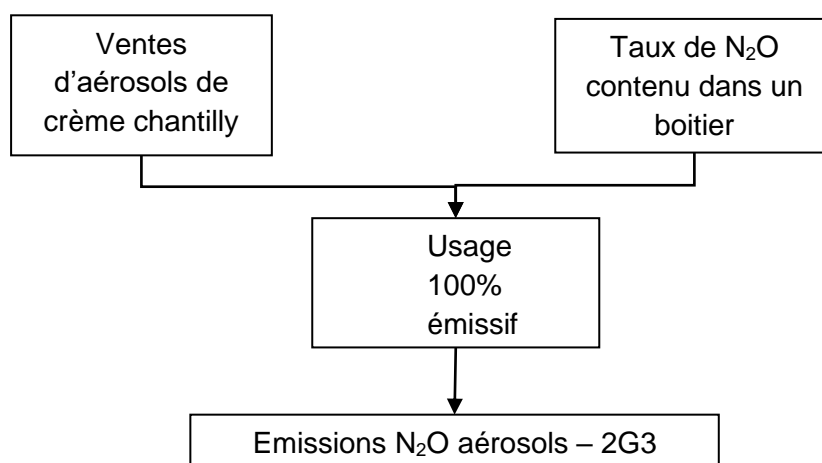 Ventes
d’aérosols de
crème chantilly
Taux de N₂O
contenu dans un
boitier
Usage
100%
émissif
Emissions N₂O aérosols – 2G3